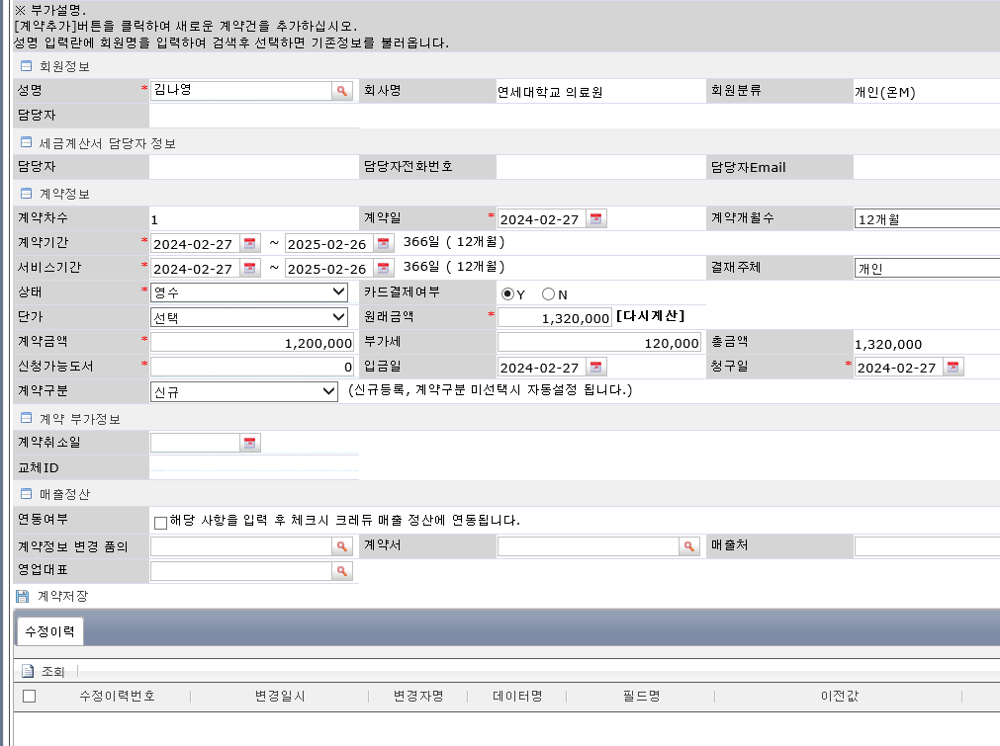 ※ 부가설명.
[계약추가]버튼을 클릭하여 새로운 계약건을 추가하십시오.
성명 입력란에 회원명을 입력하여 검색후 선택하면 기존정보를 불러옵니다.
회원정보
성명 * 김나영 회사명 연세대학교 의료원 회원분류 개인(온M)
담당자
세금계산서 담당자 정보
담당자 담당자전화번호 담당자Email
계약정보
계약차수 1 계약일 * 2024-02-27 계약개월수 12개월
계약기간 * 2024-02-27 ~ 2025-02-26 366일 ( 12개월)
서비스기간 * 2024-02-27 ~ 2025-02-26 366일 ( 12개월) 결재주체 개인
상태 * 영수 카드결제여부 Y N
단가 선택 원래금액 * 1,320,000 [다시계산]
계약금액 * 1,200,000 부가세 120,000 총금액 1,320,000
신청가능도서 * 0 입금일 2024-02-27 청구일 * 2024-02-27
계약구분 신규 (신규등록, 계약구분 미선택시 자동설정 됩니다.)
계약 부가정보
계약취소일
교체ID
매출정산
연동여부 해당 사항을 입력 후 체크시 크레듀 매출 정산에 연동됩니다.
계약정보 변경 품의 계약서 매출처
영업대표
계약저장
수정이력
조회
수정이력번호 변경일시 변경자명 데이터명 필드명 이전값